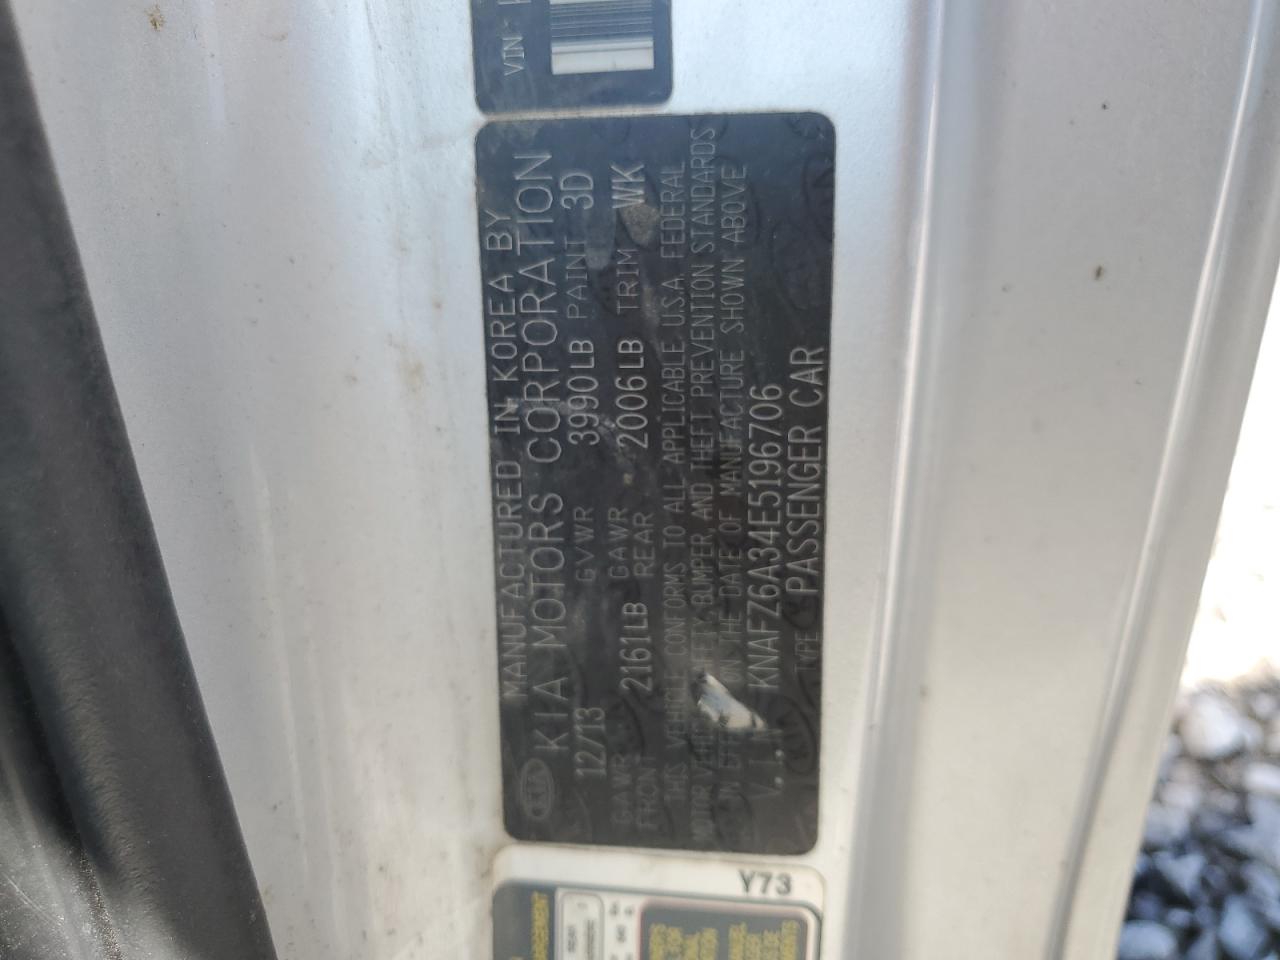 VIN:
MANUFACTURED IN KOREA BY
KIA MOTORS CORPORATION
12/13 GVWR 3990LB PAINT 3D
GAWR 2161LB GAWR 2006LB TRIM WK
FRONT REAR
THIS VEHICLE CONFORMS TO ALL APPLICABLE U.S.A. FEDERAL
MOTOR VEHICLE BUMPER, AND THEFT PREVENTION STANDARDS
IN ON THE DATE OF MANUFACTURE SHOWN ABOVE
V.I.N KNAFZ6A34E5196706
TYPE PASSENGER CAR
KIA
Y73